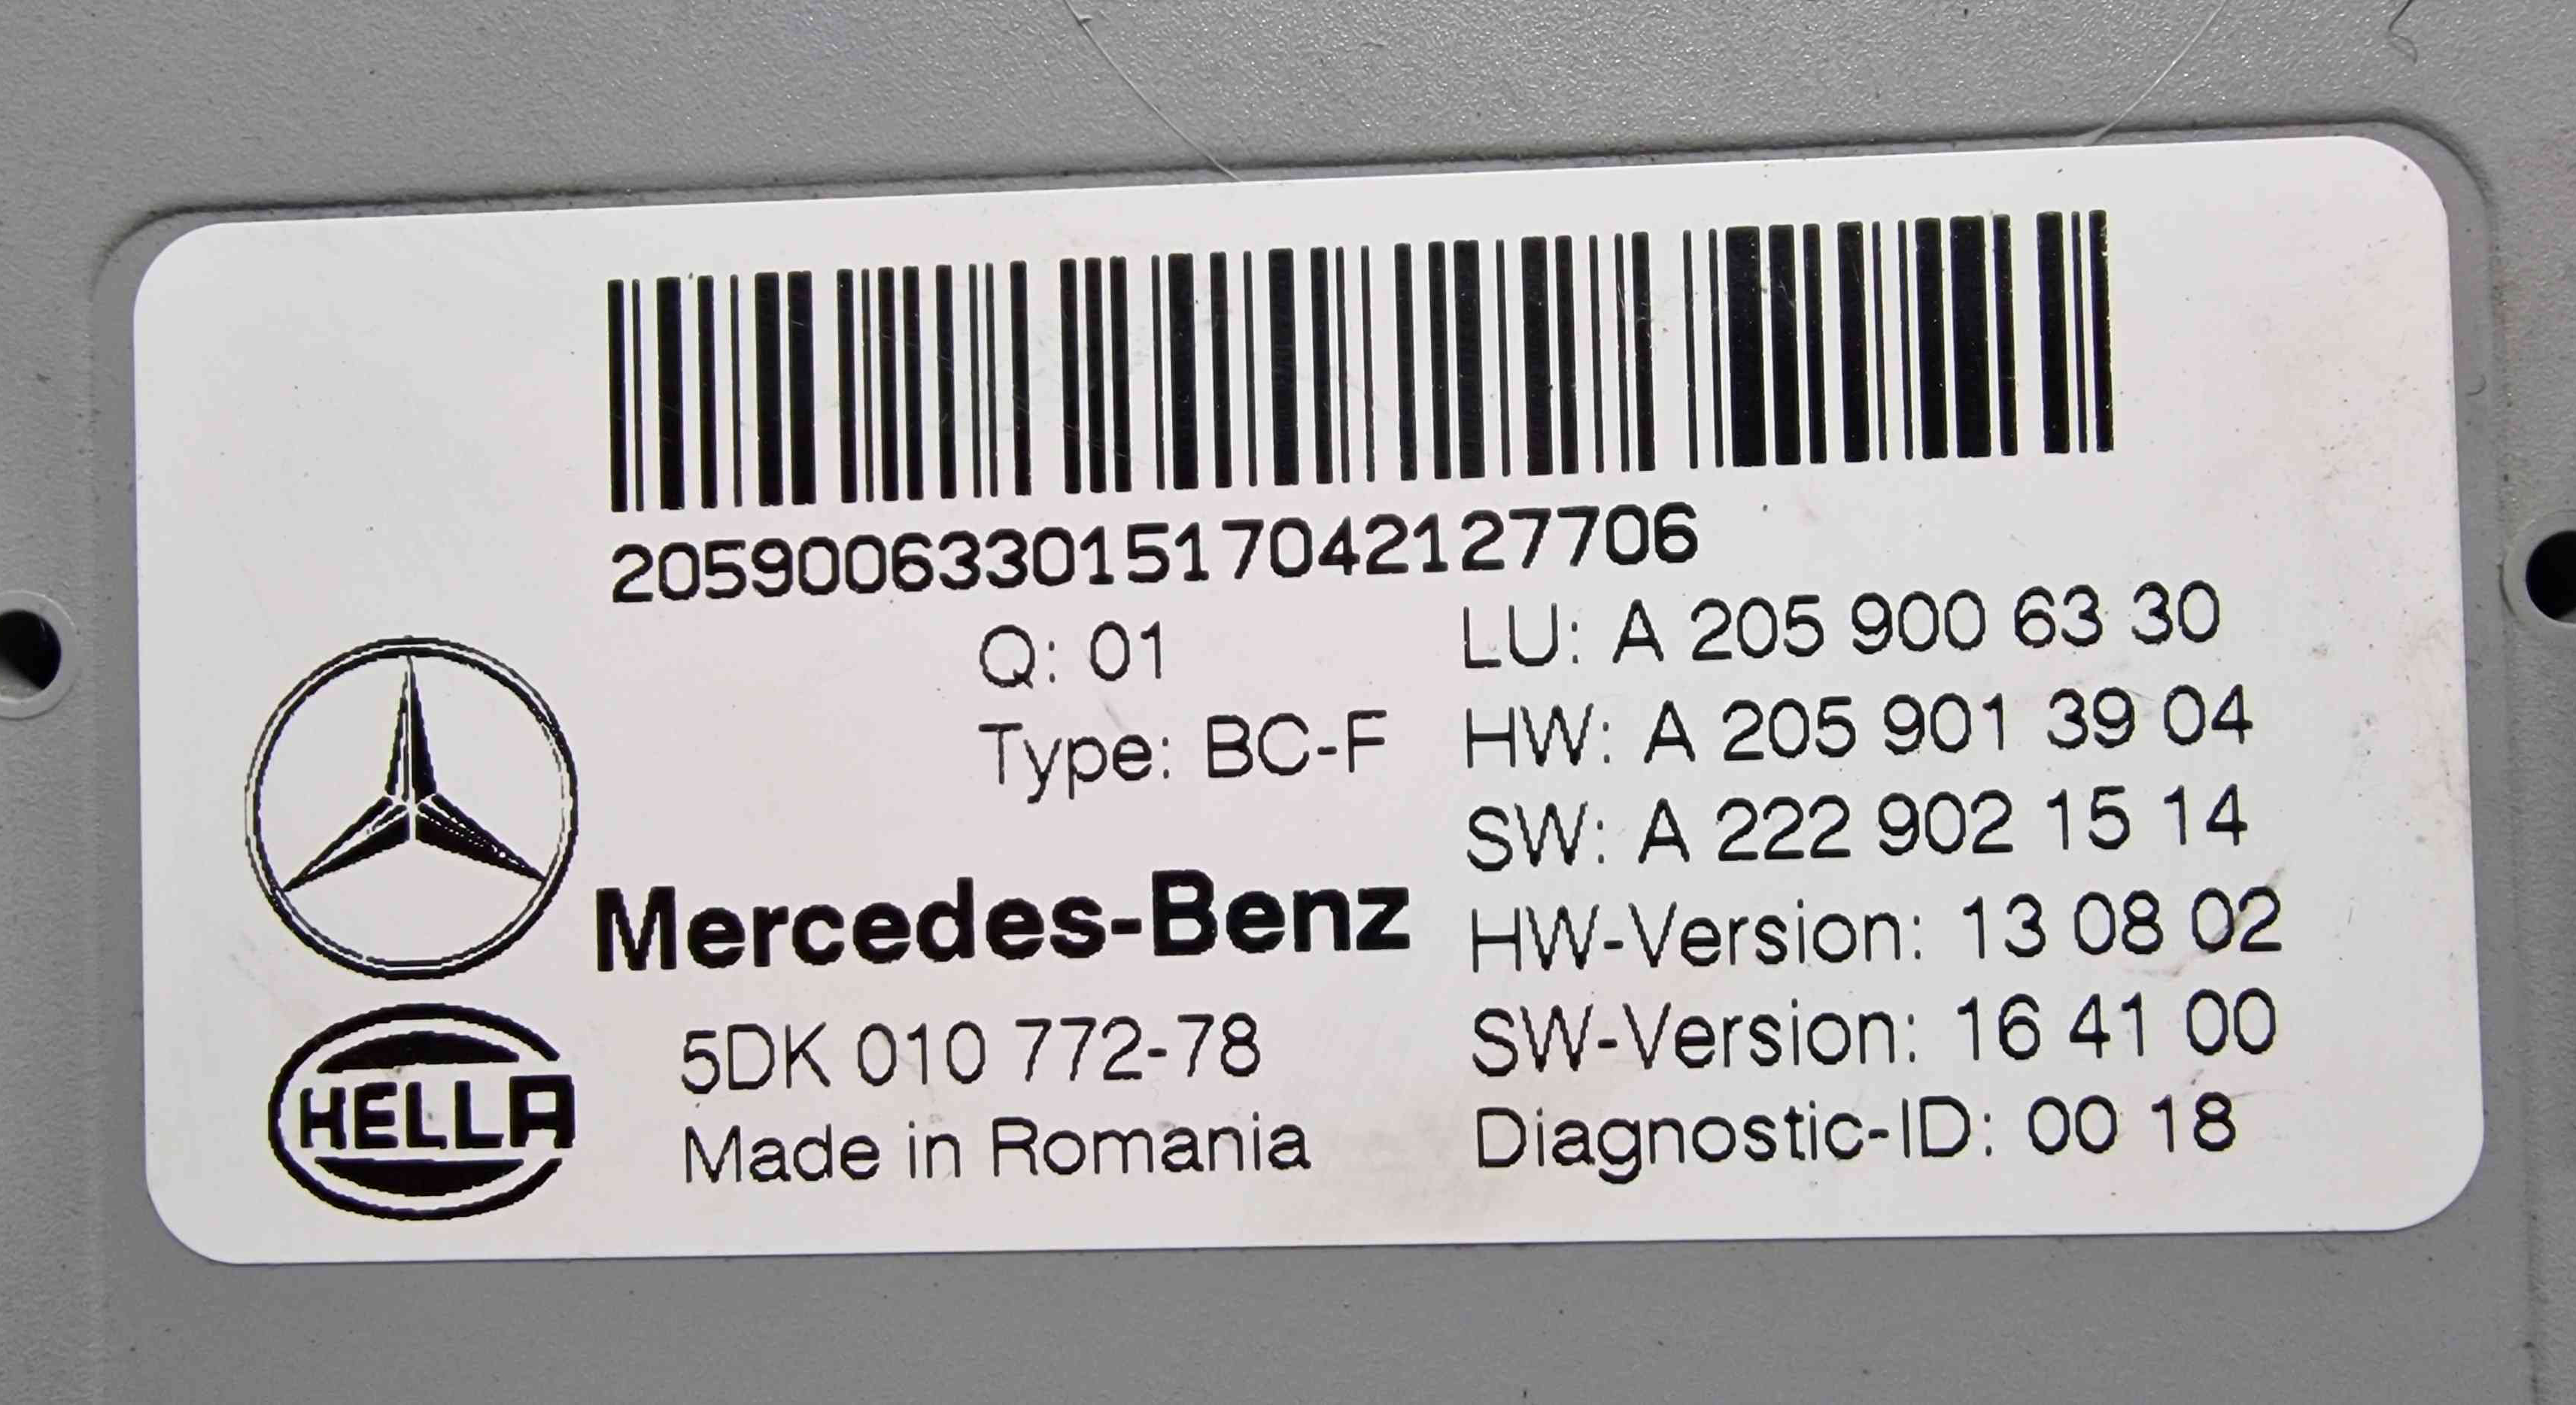 20590063301517042127706
Q: 01
LU: A 205 900 63 30
Type: BC-F
HW: A 205 901 39 04
SW: A 222 902 15 14
Mercedes-Benz
HW-Version: 13 08 02
5DK 010 772-78
SW-Version: 16 41 00
HELLA
Made in Romania
Diagnostic-ID: 00 18